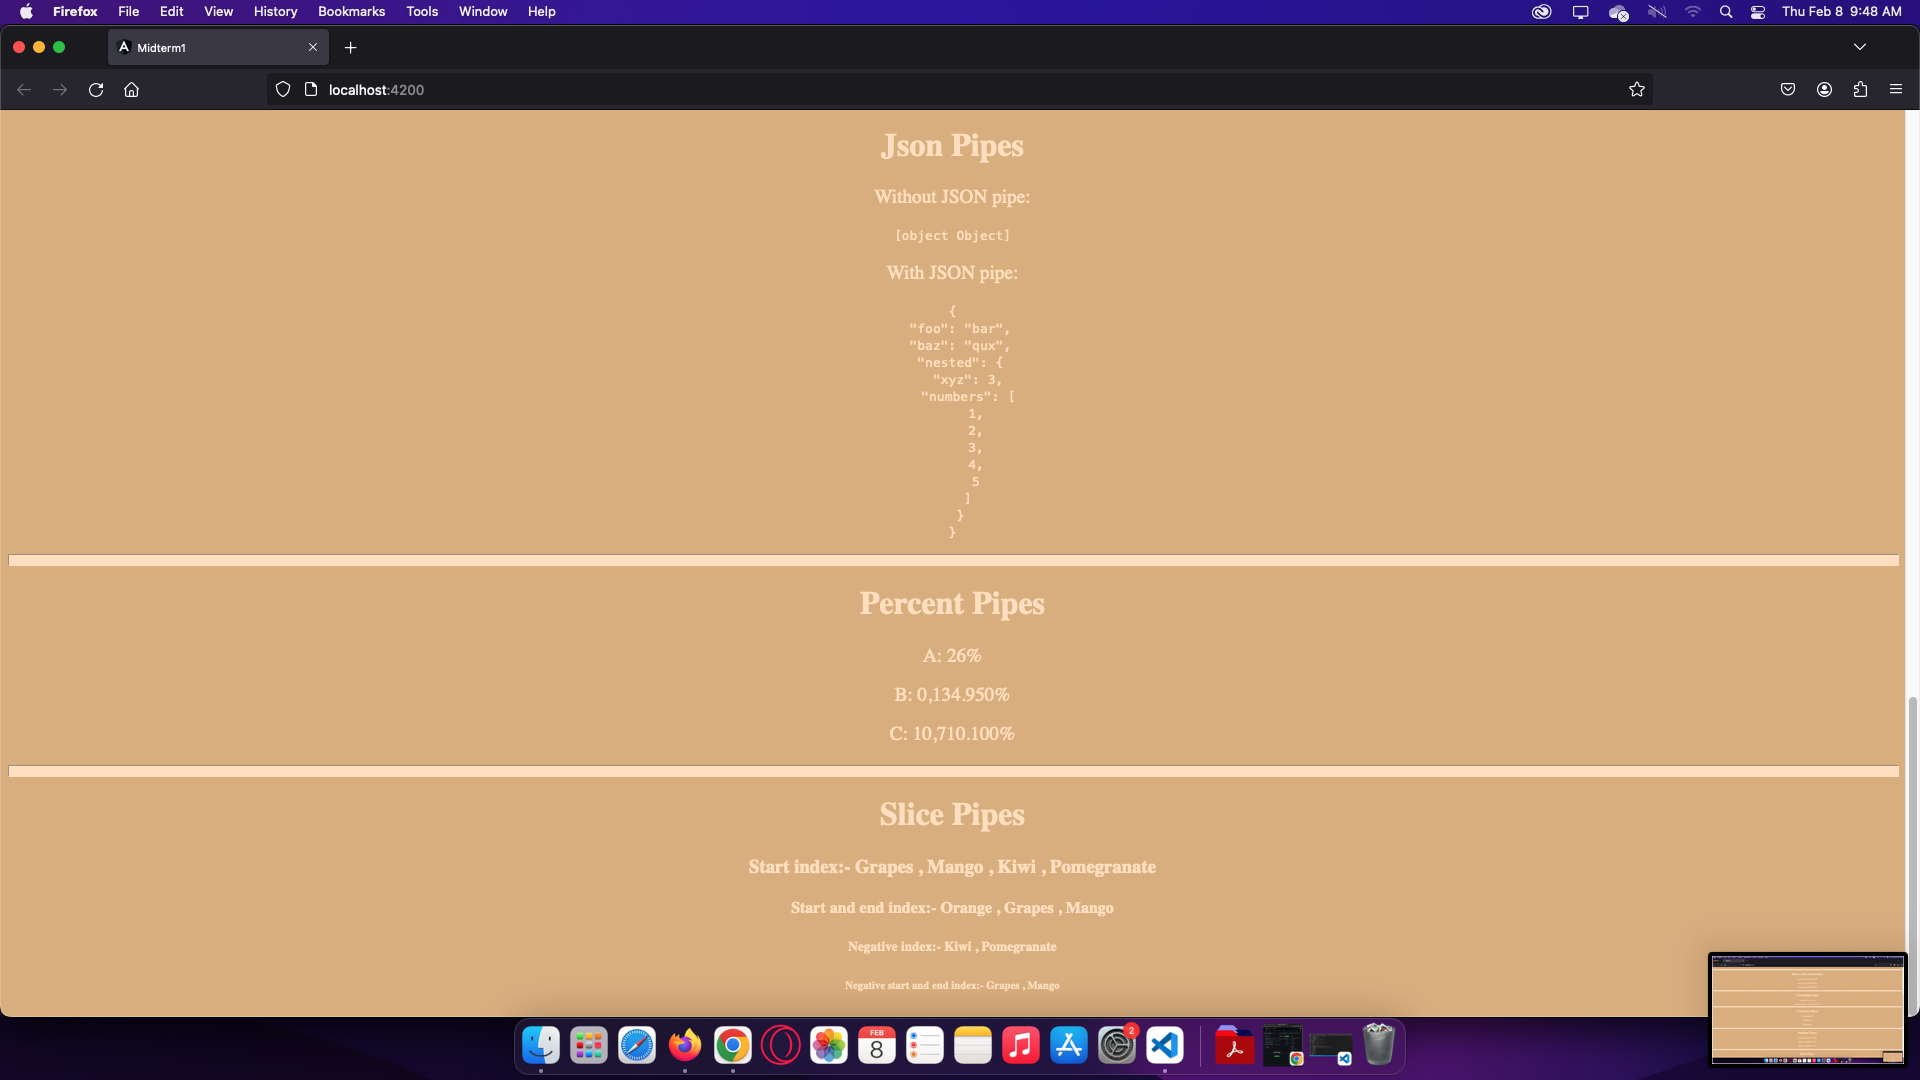 Firefox File Edit View History Bookmarks Tools Window Help Thu Feb 8 9:48 AM
Midterm1
localhost:4200
Json Pipes
Without JSON pipe:
[object Object]
With JSON pipe:
{
"foo": "bar",
"baz": "qux",
"nested": {
"xyz": 3,
"numbers": [
1,
2,
3,
4,
5
]
}
}
Percent Pipes
A: 26%
B: 0,134.950%
C: 10,710.100%
Slice Pipes
Start index:- Grapes , Mango , Kiwi , Pomegranate
Start and end index:- Orange , Grapes , Mango
Negative index:- Kiwi , Pomegranate
Negative start and end index:- Grapes , Mango
FEB
8
2